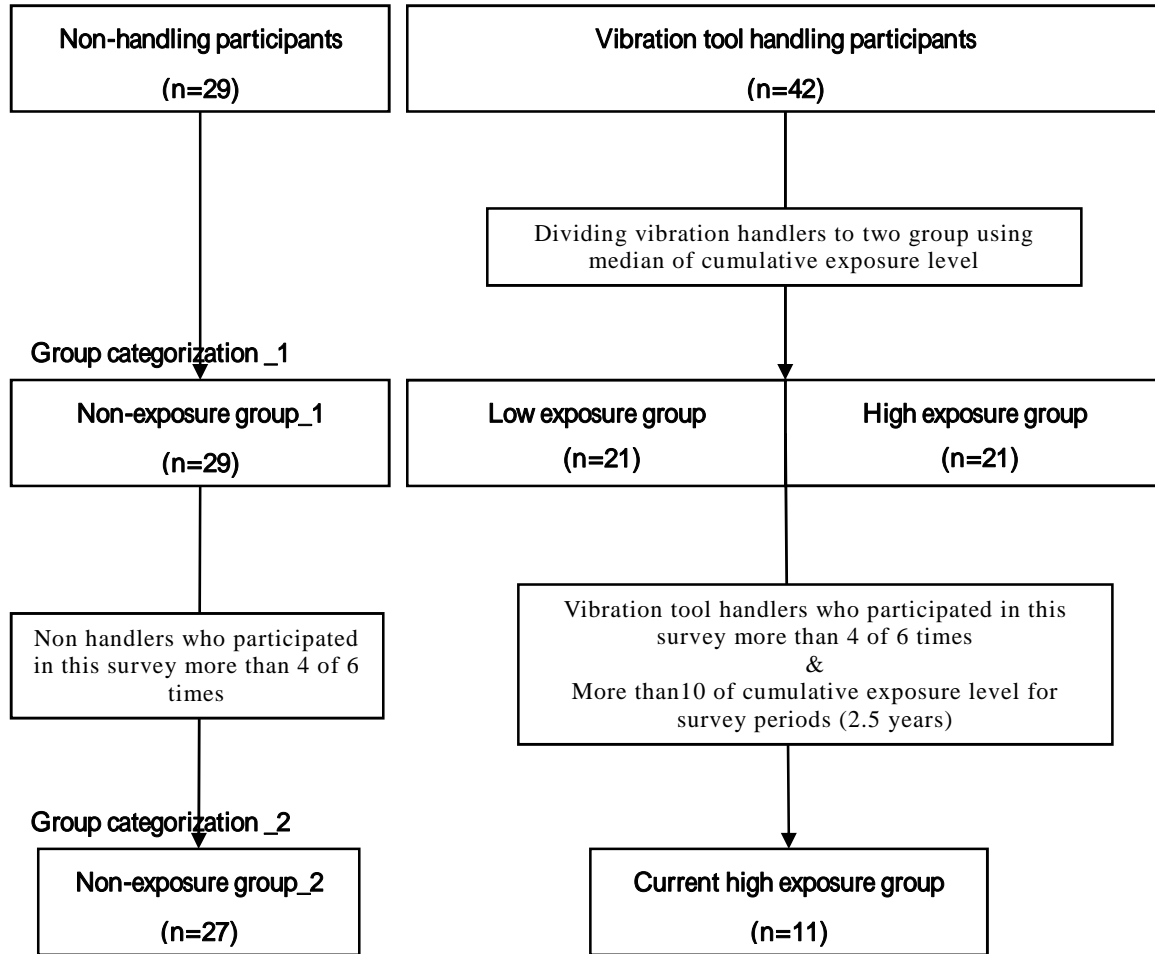 Non-handling participants
(n=29)
Vibration tool handling participants
(n=42)
Dividing vibration handlers to two group using
median of cumulative exposure level
Group categorization _1
Non-exposure group_1
(n=29)
Low exposure group
(n=21)
High exposure group
(n=21)
Non handlers who participated
in this survey more than 4 of 6
times
Vibration tool handlers who participated in this
survey more than 4 of 6 times
&
More than10 of cumulative exposure level for
survey periods (2.5 years)
Group categorization _2
Non-exposure group_2
(n=27)
Current high exposure group
(n=11)